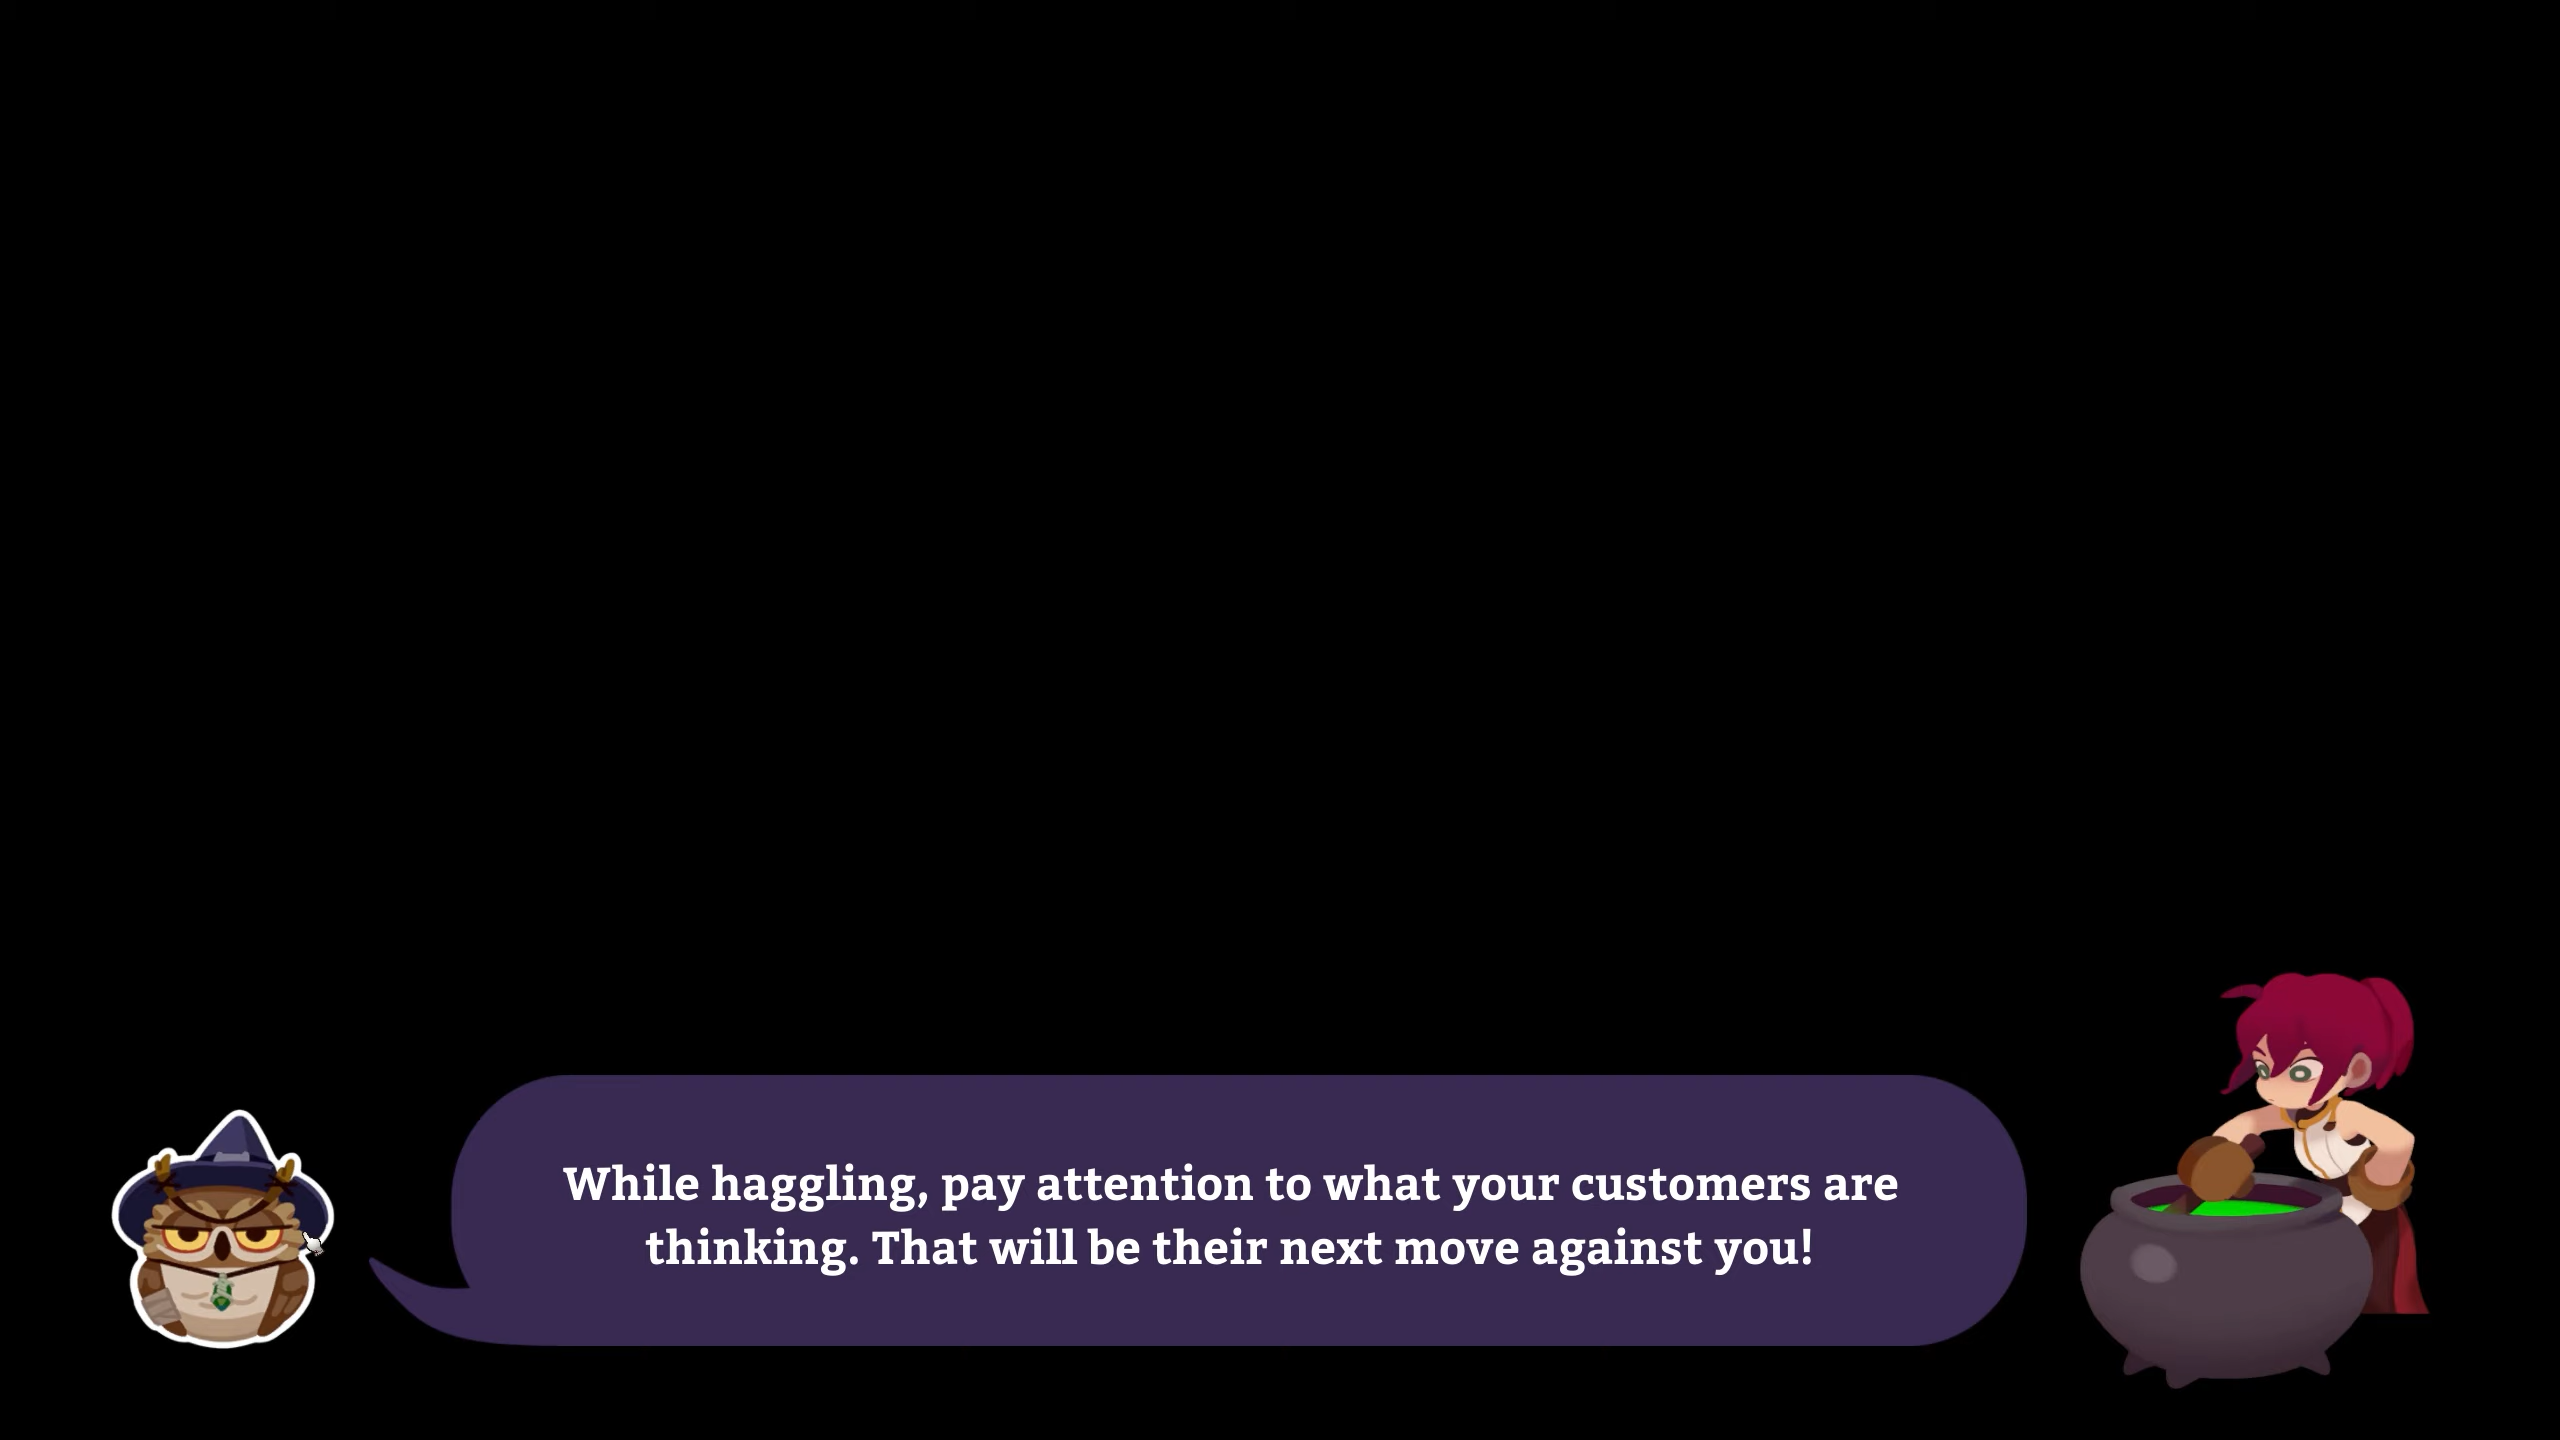 While haggling, pay attention to what your customers are
thinking. That will be their next move against you!